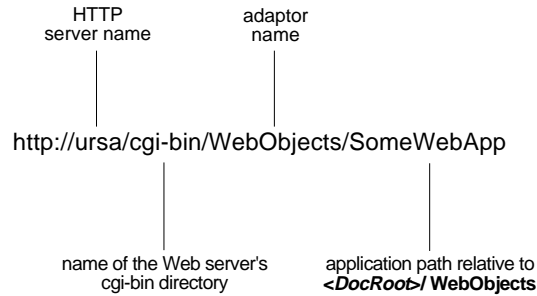 HTTP
server name
adaptor
name
http://ursa/cgi-bin/WebObjects/SomeWebApp
name of the Web server's
cgi-bin directory
application path relative to
<DocRoot>/ WebObjects